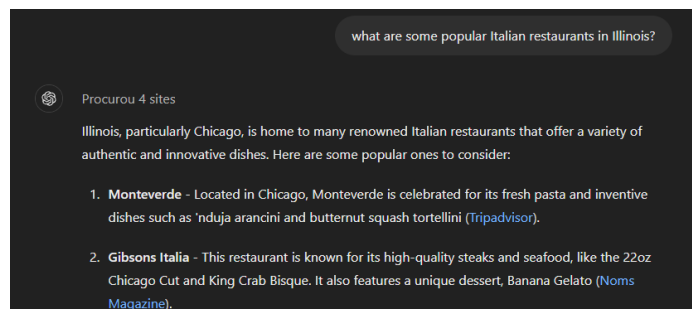 what are some popular Italian restaurants in Illinois?
Procurou 4 sites
Illinois, particularly Chicago, is home to many renowned Italian restaurants that offer a variety of
authentic and innovative dishes. Here are some popular ones to consider:
1. Monteverde - Located in Chicago, Monteverde is celebrated for its fresh pasta and inventive
dishes such as 'nduja arancini and butternut squash tortellini (Tripadvisor).
2. Gibsons Italia - This restaurant is known for its high-quality steaks and seafood, like the 22oz
Chicago Cut and King Crab Bisque. It also features a unique dessert, Banana Gelato (Noms
Magazine).